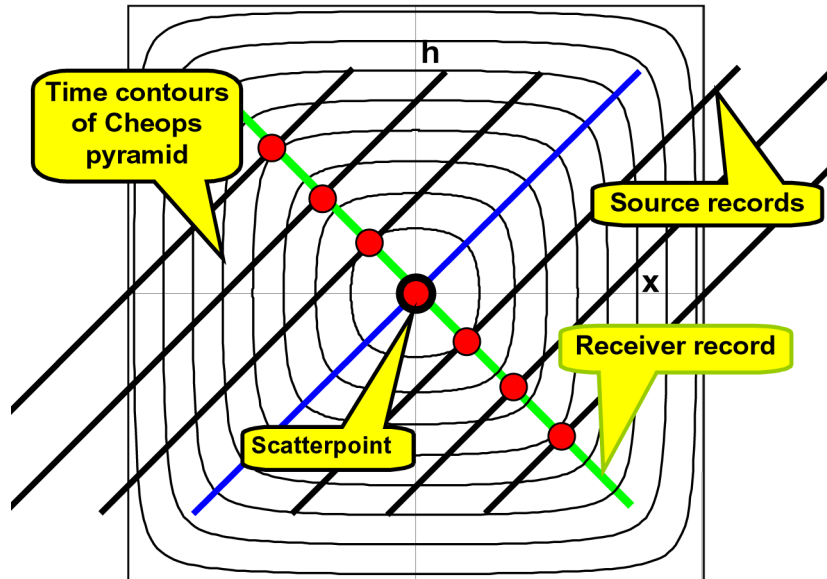 h
Time contours
of Cheops
pyramid
Source records
x
Receiver record
Scatterpoint